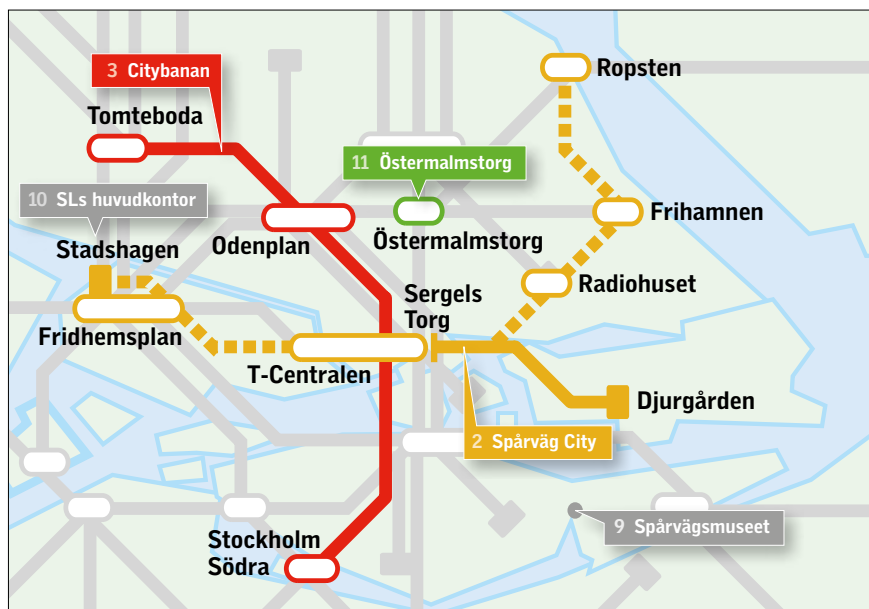 Ropsten
3 Citybanan
Tomteboda
11 Östermalmstorg
10 SLs huvudkontor
Frihamnen
Stadshagen
Odenplan
Östermalmstorg
Radiohuset
Sergels
Torg
Fridhemsplan
T-Centralen
Djurgården
2 Spårväg City
9 Spårvägsmuseet
Stockholm
Södra